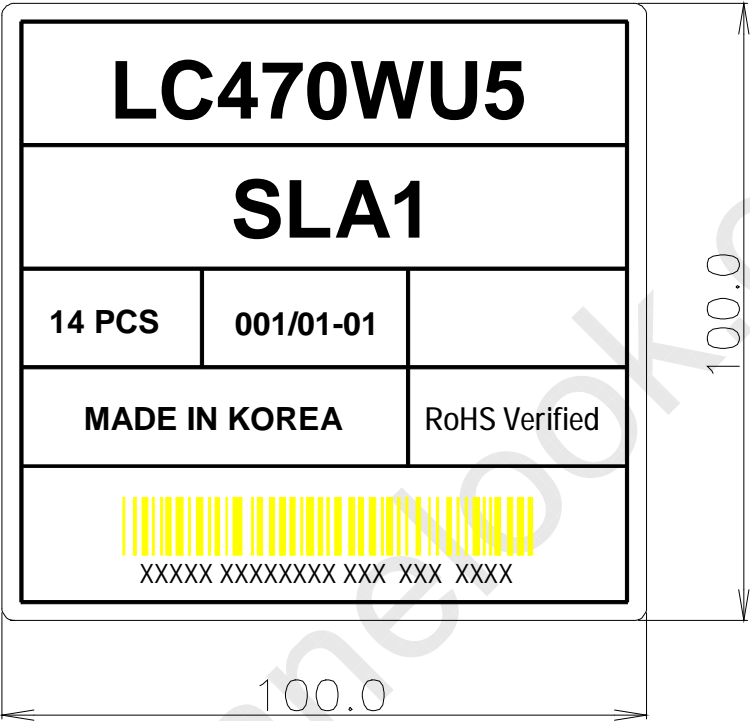 LC470WU5
SLA1
14 PCS 001/01-01
MADE IN KOREA RoHS Verified
XXXXX XXXXXXXX XXX XXX XXXX
100.0
100.0